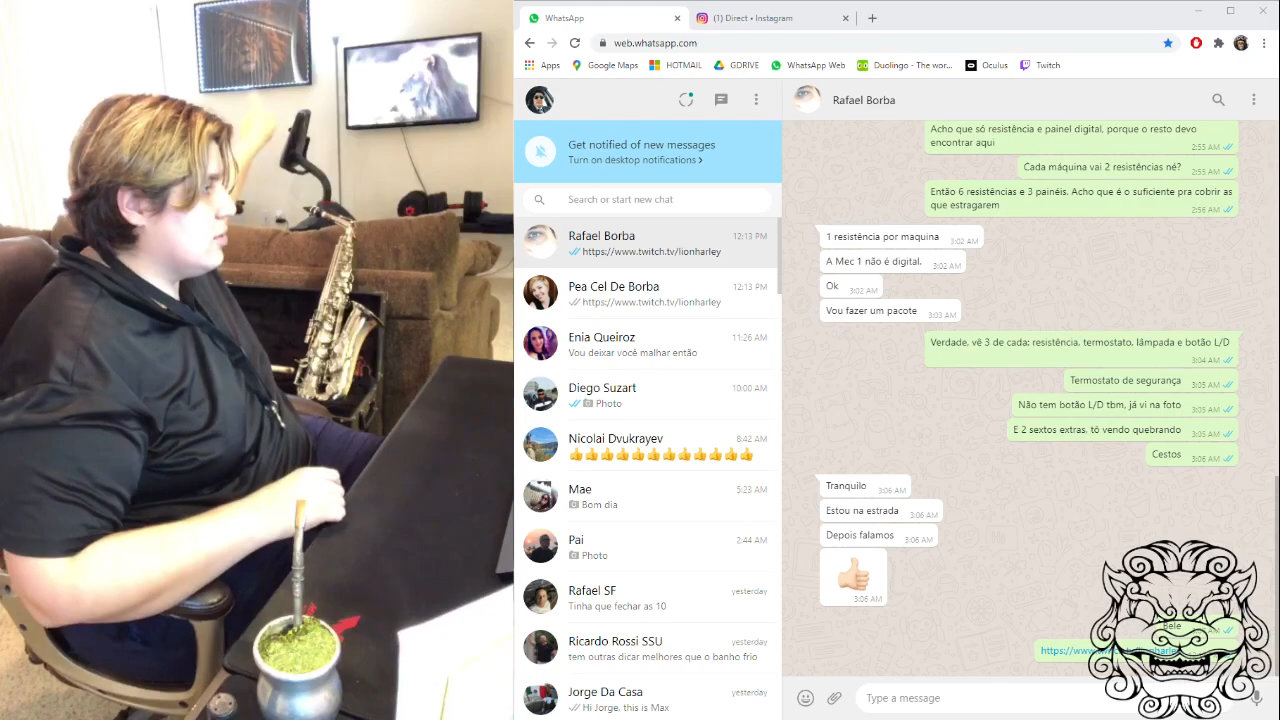 WhatsApp
(1) Direct • Instagram
web.whatsapp.com
Apps
Google Maps
HOTMAIL
GDRIVE
WhatsApp Web
Duolingo - The wor...
Oculus
Twitch
Get notified of new messages
Turn on desktop notifications >
Search or start new chat
Rafael Borba 12:13 PM
https://www.twitch.tv/lionharley
Pea Cel De Borba 12:13 PM
https://www.twitch.tv/lionharley
Enia Queiroz 11:26 AM
Vou deixar você malhar então
Diego Suzart 10:00 AM
Photo
Nicolai Dvukrayev 8:42 AM
👍👍👍👍👍👍👍👍👍👍👍👍
Mae 5:23 AM
Bom dia
Pai 2:44 AM
Photo
Rafael SF yesterday
Tinha que fechar as 10
Ricardo Rossi SSU yesterday
tem outras dicar melhores que o banho frio
Jorge Da Casa yesterday
Hi Jorge, this is Max
Rafael Borba
Acho que só resistência e painel digital, porque o resto devo
encontrar aqui 2:55 AM
Cada máquina vai 2 resistências né? 2:55 AM
Então 6 resistências e 3 painéis. Acho que é o suficiente pra cobrir as
que estragarem 2:56 AM
1 resistência por maquina 3:02 AM
A Mec 1 não é digital. 3:02 AM
Ok 3:02 AM
Vou fazer um pacote 3:03 AM
Verdade, vê 3 de cada: resistência, termostato, lâmpada e botão L/D
3:04 AM
Termostato de segurança 3:05 AM
Não tem botão L/D tbm, já vi na foto 3:05 AM
E 2 sextos extras, tô vendo quebrando 3:05 AM
Cestos 3:06 AM
Tranquilo 3:06 AM
Estou na estrada 3:06 AM
Depois falamos 3:06 AM
👍🏻
3:06 AM
Bele
Type a message